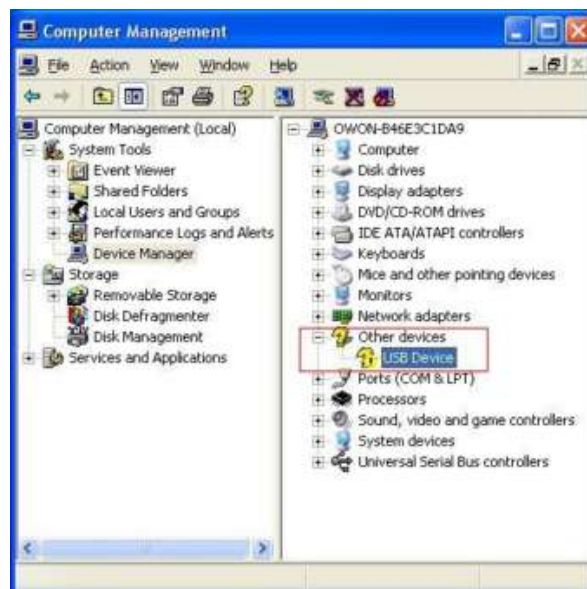 Computer Management
File Action View Window Help
Computer Management (Local)
System Tools
Event Viewer
Shared Folders
Local Users and Groups
Performance Logs and Alerts
Device Manager
Storage
Removable Storage
Disk Defragmenter
Disk Management
Services and Applications
OWON-B46E3C1DA9
Computer
Disk drives
Display adapters
DVD/CD-ROM drives
IDE ATA/ATAPI controllers
Keyboards
Mice and other pointing devices
Monitors
Network adapters
Other devices
USB Device
Ports (COM & LPT)
Processors
Sound, video and game controllers
System devices
Universal Serial Bus controllers